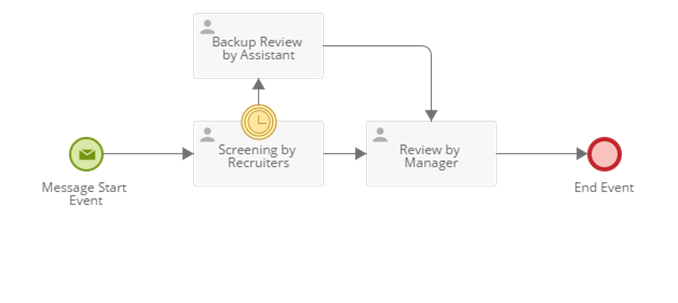 Backup Review
by Assistant
Screening by
Recruiters
Review by
Manager
Message Start
Event
End Event